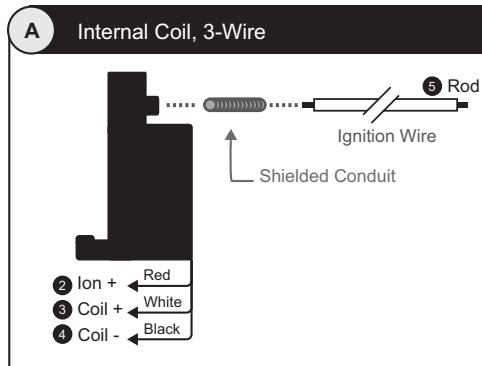 A Internal Coil, 3-Wire
5 Rod
Ignition Wire
Shielded Conduit
2 Ion + Red
3 Coil + White
4 Coil - Black